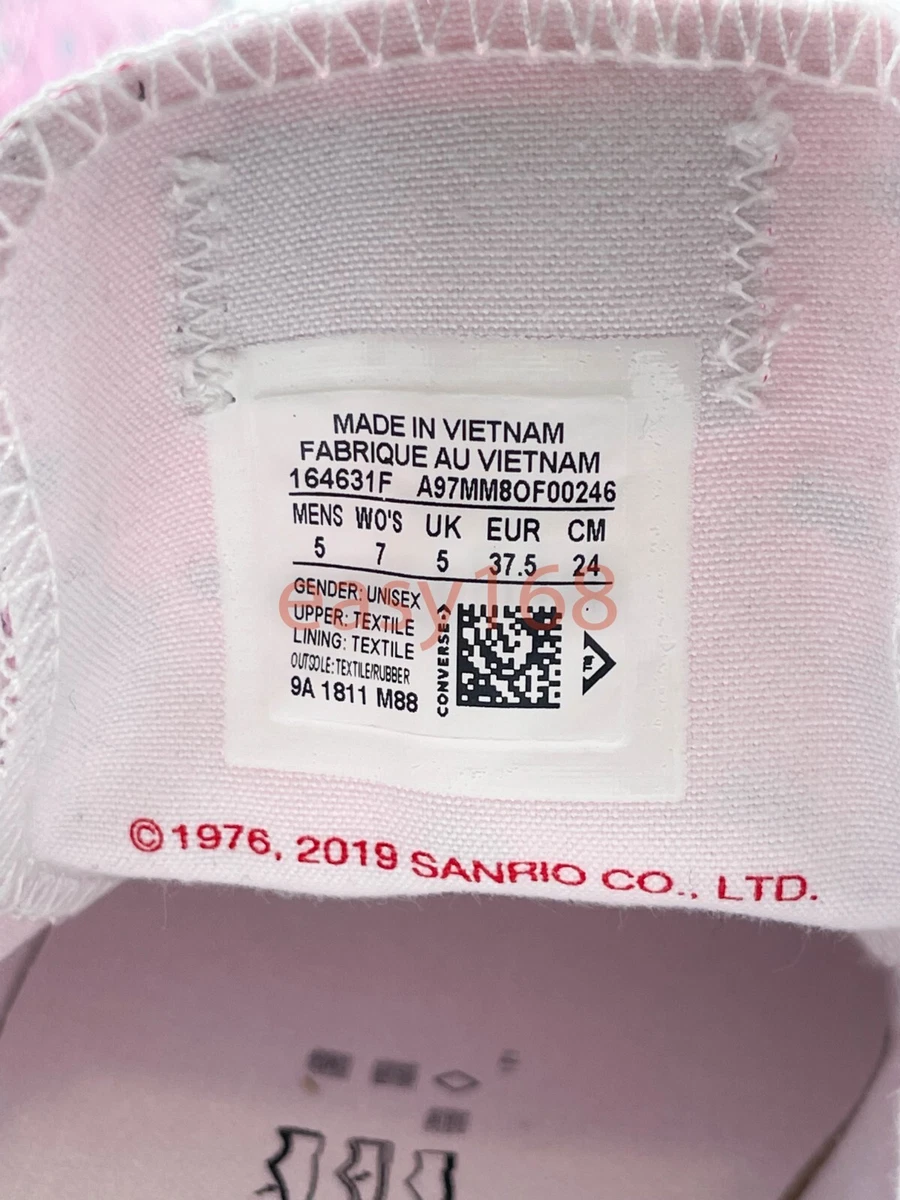 MADE IN VIETNAM
FABRIQUE AU VIETNAM
164631F A97MM8OF00246
MENS WO'S UK EUR CM
5 7 5 37.5 24
easy168
GENDER: UNISEX
UPPER: TEXTILE
LINING: TEXTILE
OUTSOLE: TEXTILE/RUBBER
9A 1811 M88
CONVERSE
©1976, 2019 SANRIO CO., LTD.